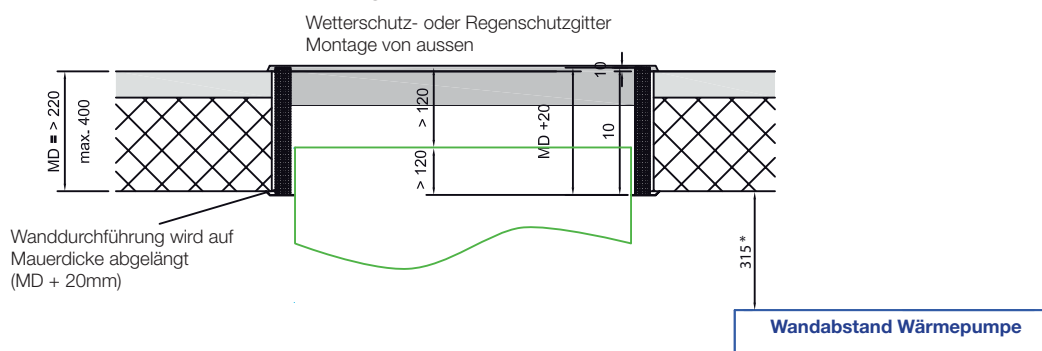 Wetterschutz- oder Regenschutzgitter
Montage von aussen
MD = > 220
max. 400
> 120
> 120
MD +20
10
10
Wanddurchführung wird auf
Mauerdicke abgelängt
(MD + 20mm)
315 *
Wandabstand Wärmepumpe